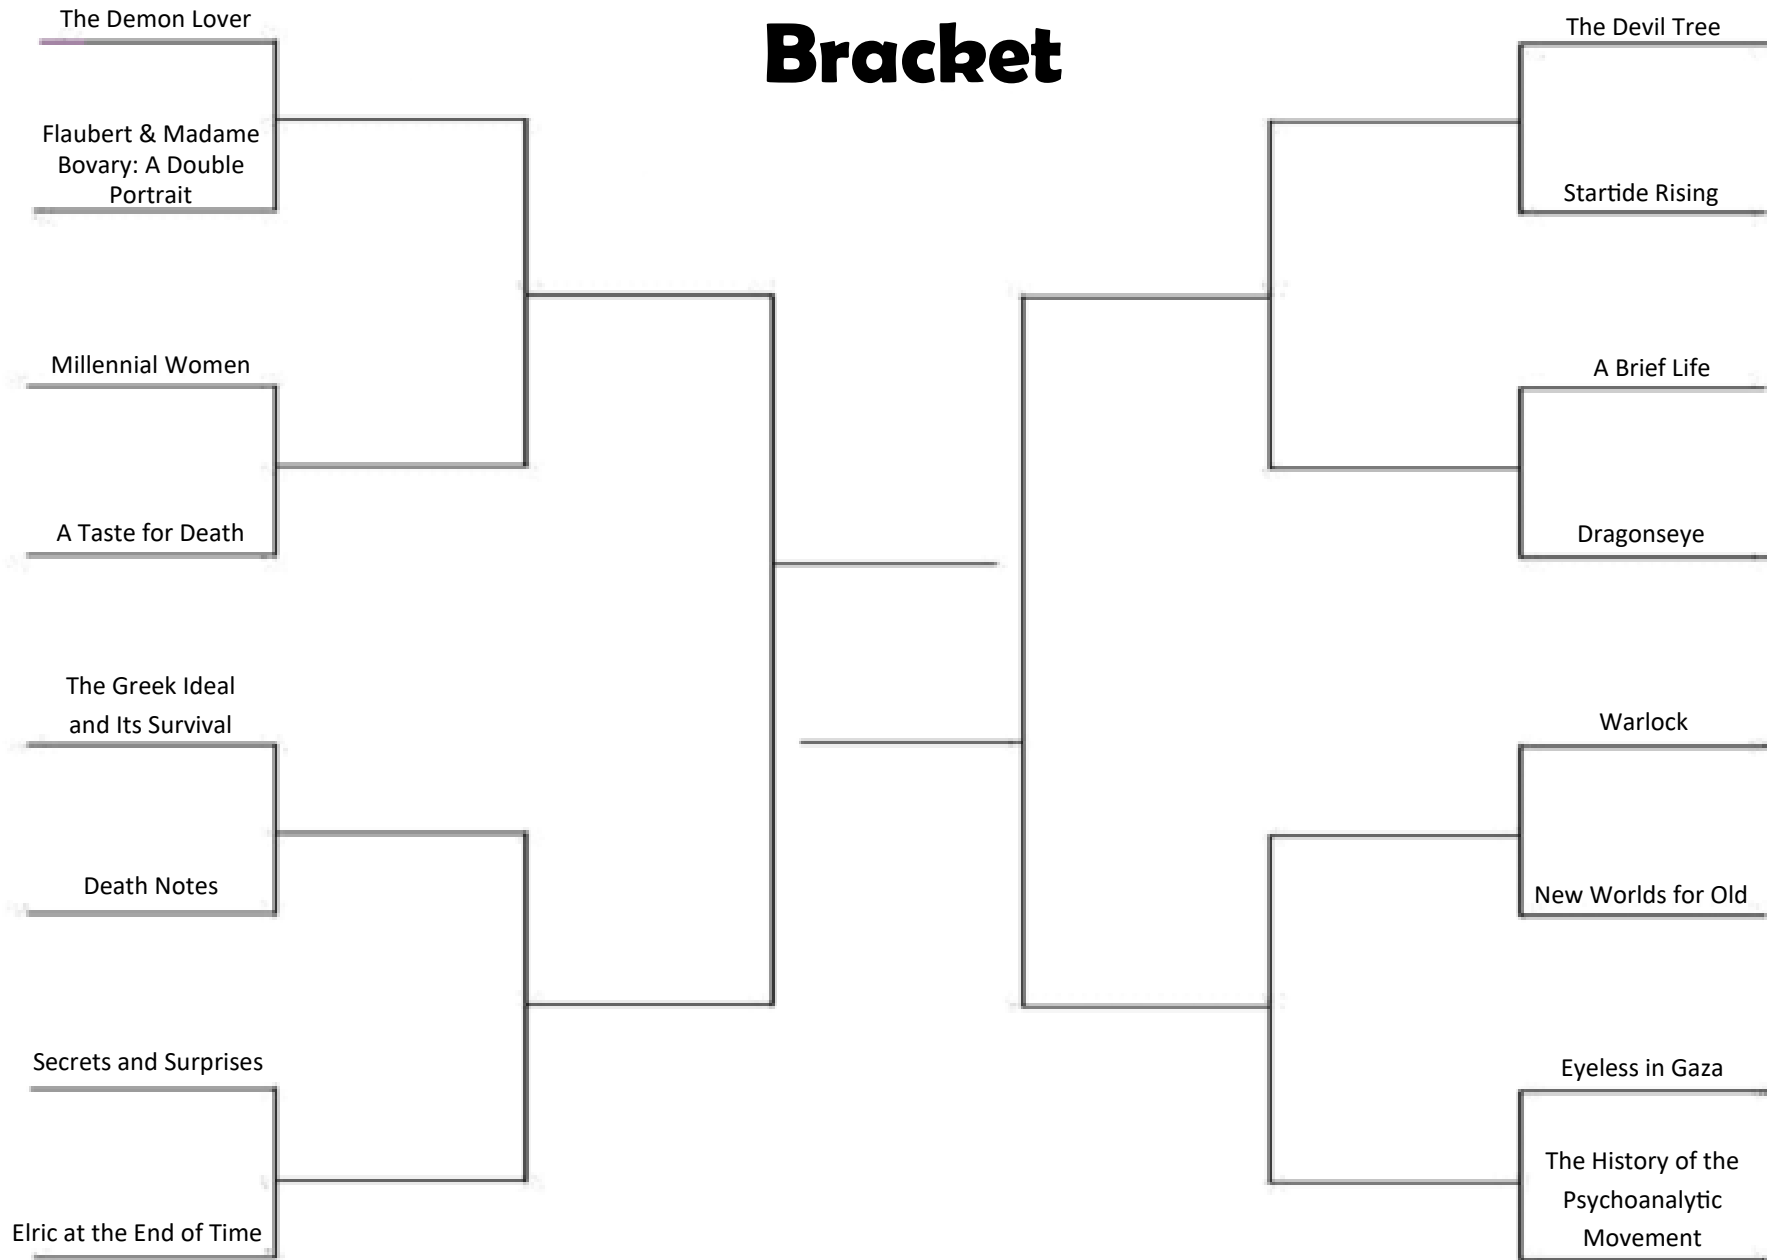 Bracket
The Demon Lover
Flaubert & Madame
Bovary: A Double
Portrait
Millennial Women
A Taste for Death
The Greek Ideal
and Its Survival
Death Notes
Secrets and Surprises
Elric at the End of Time
The Devil Tree
Startide Rising
A Brief Life
Dragonseye
Warlock
New Worlds for Old
Eyeless in Gaza
The History of the
Psychoanalytic
Movement